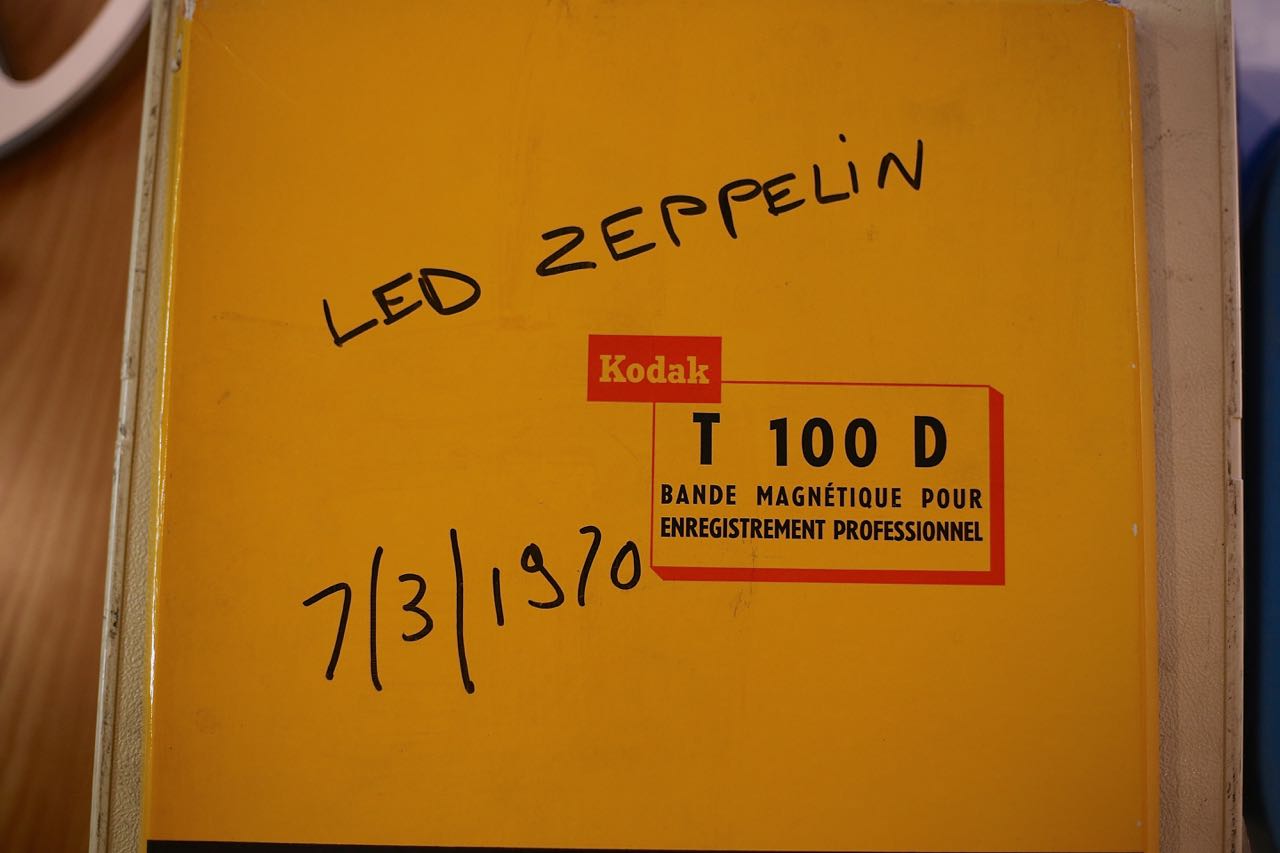 LED ZEPPELiN
Kodak
T 100 D
BANDE MAGNÉTIQUE POUR
ENREGISTREMENT PROFESSIONNEL
7/3/1970